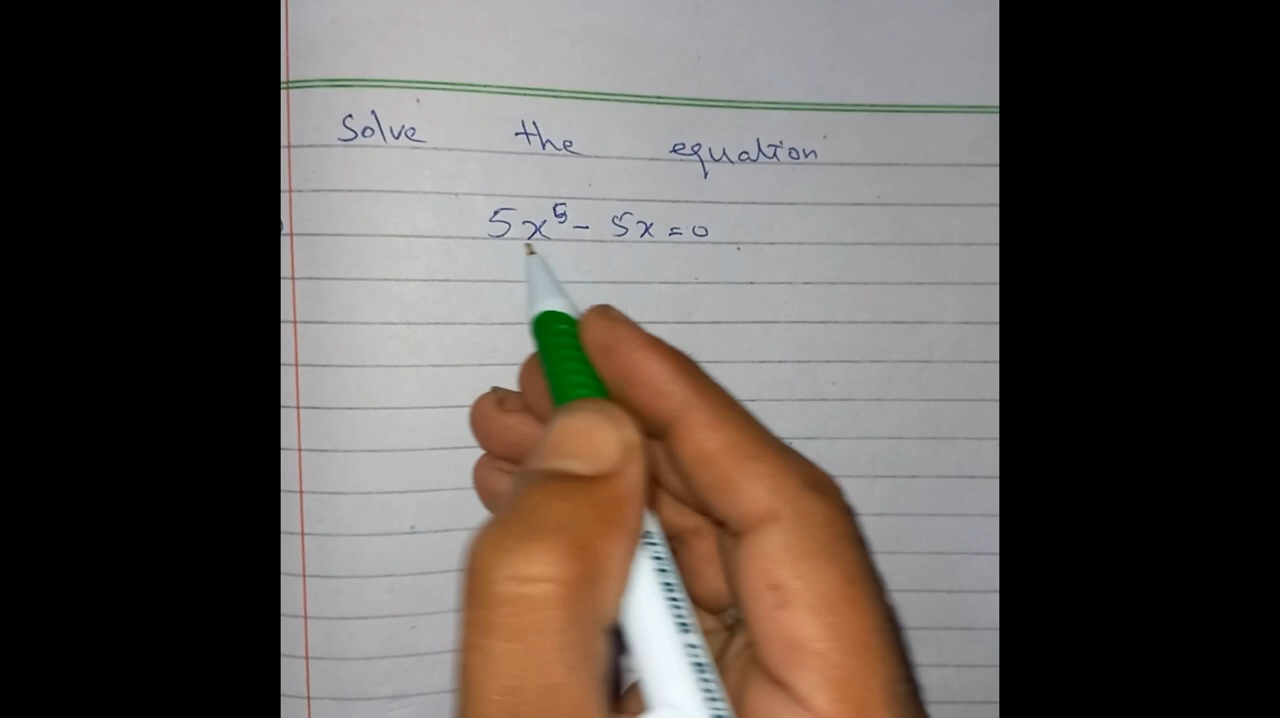 Solve the equation
5x⁵ - 5x = 0